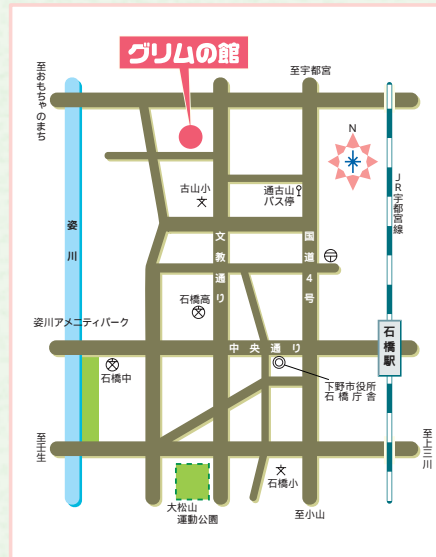 グリムの館
至おもちゃのまち
至宇都宮
N
JR宇都宮線
古山小
通古山
バス停
姿川
文教通り
国道4号
石橋高
姿川アメニティパーク
中央通り
石橋駅
石橋中
下野市役所
石橋庁舎
至壬生
至上三川
石橋小
大松山
運動公園
至小山